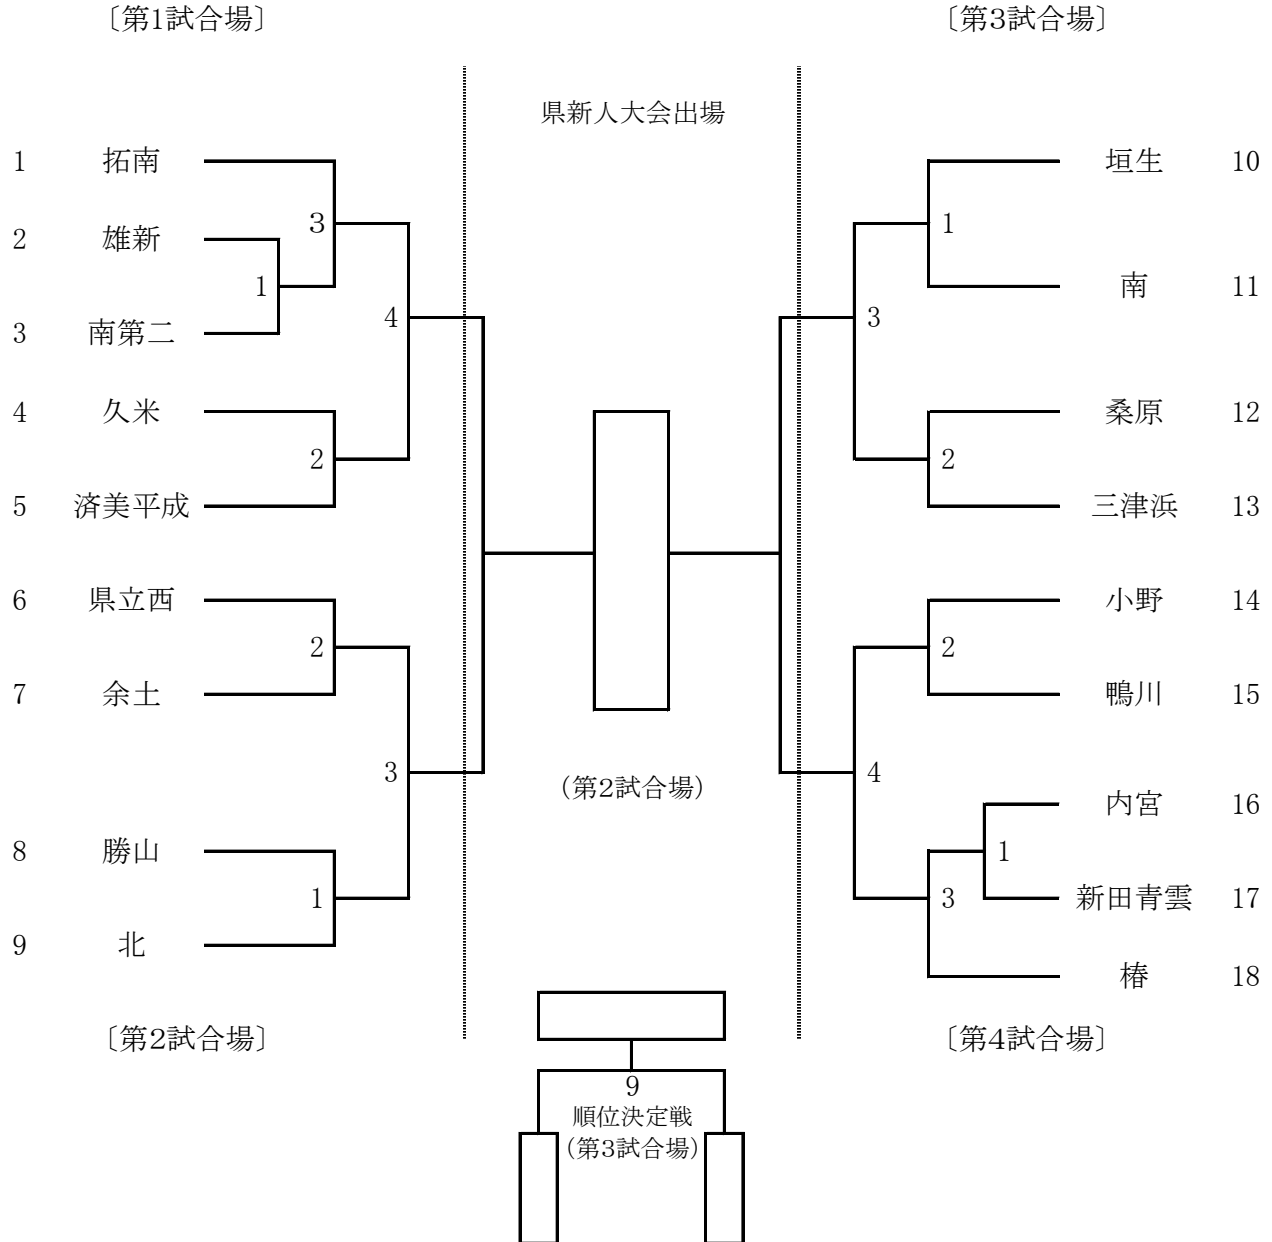 〔第1試合場〕
〔第3試合場〕
県新人大会出場
1 拓南
2 雄新
3 南第二
4 久米
5 済美平成
6 県立西
7 余土
8 勝山
9 北
3
1
4
2
2
3
1
〔第2試合場〕
垣生 10
南 11
桑原 12
三津浜 13
小野 14
鴨川 15
内宮 16
新田青雲 17
椿 18
1
3
2
2
4
1
3
〔第4試合場〕
(第2試合場)
9
順位決定戦
(第3試合場)